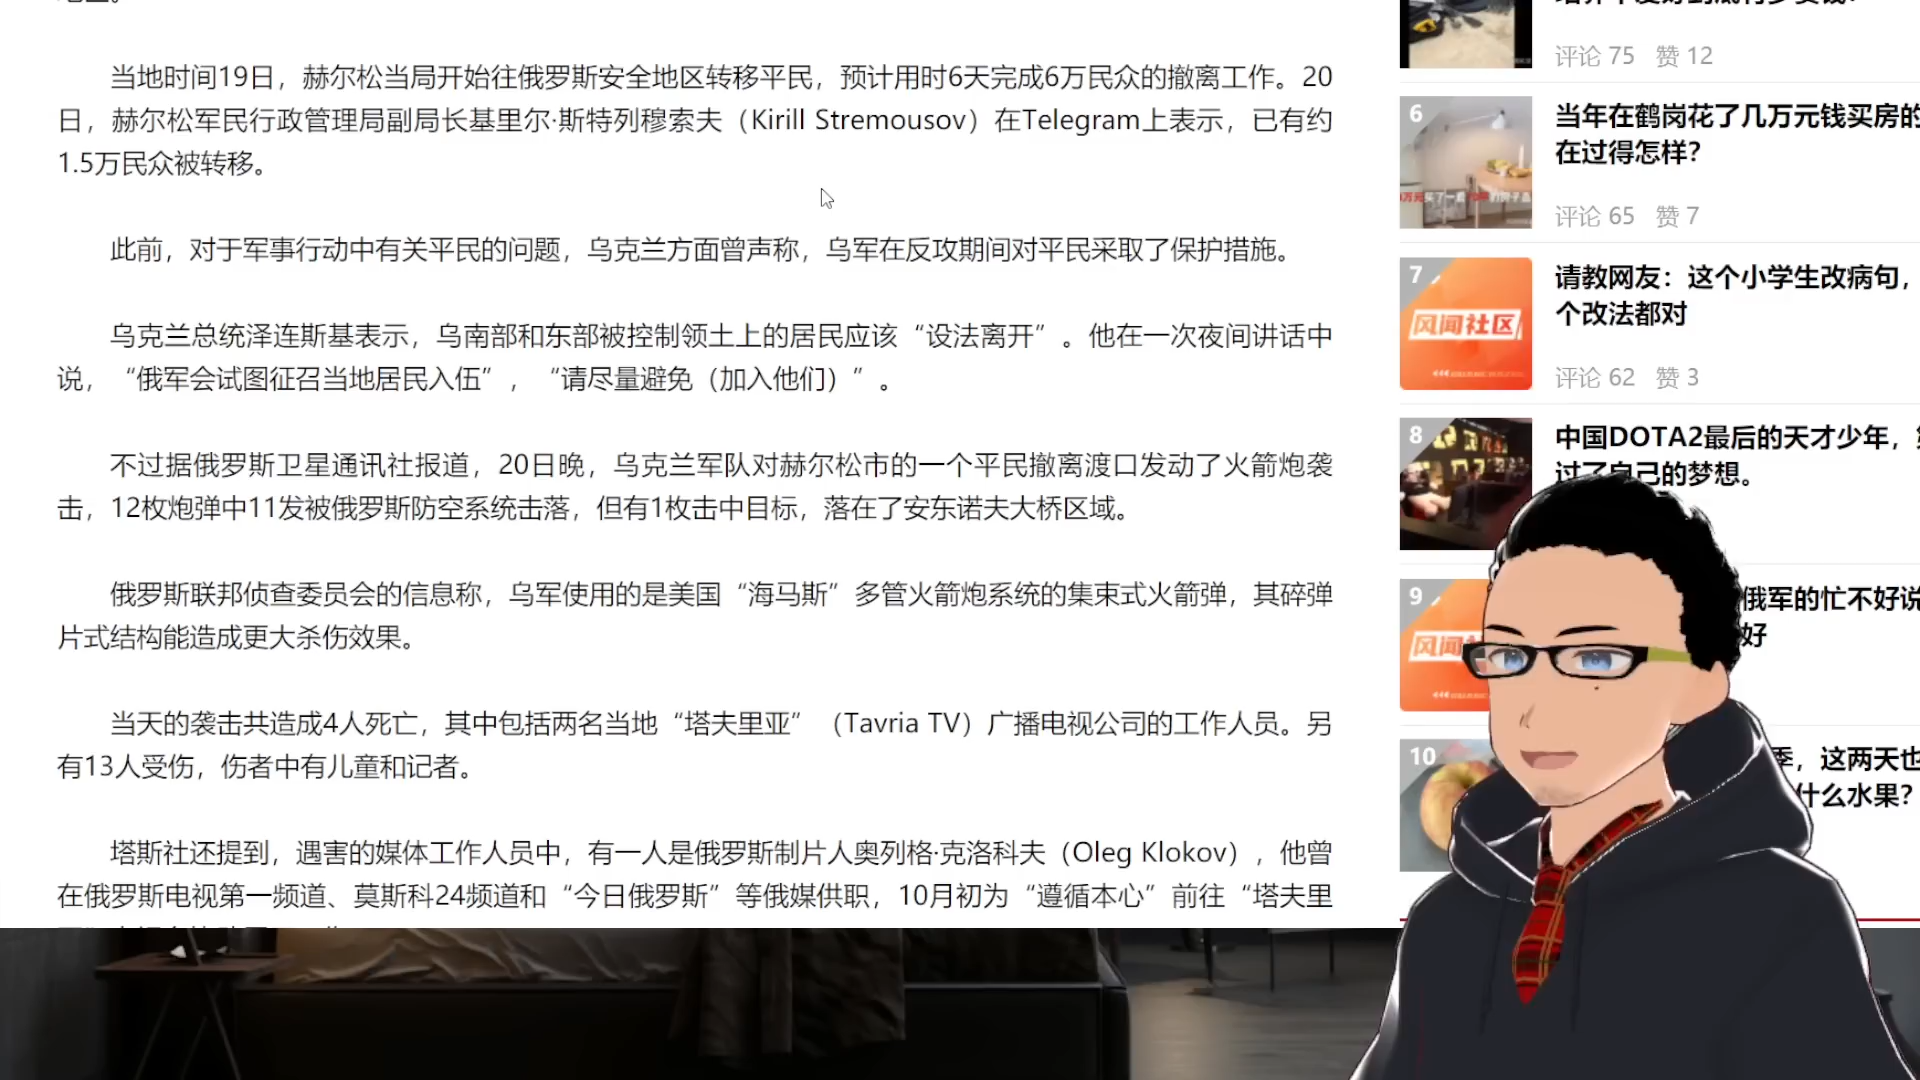 当地时间19日，赫尔松当局开始往俄罗斯安全地区转移平民，预计用时6天完成6万民众的撤离工作。20
日，赫尔松军民行政管理局副局长基里尔·斯特列穆索夫（Kirill Stremousov）在Telegram上表示，已有约
1.5万民众被转移。
此前，对于军事行动中有关平民的问题，乌克兰方面曾声称，乌军在反攻期间对平民采取了保护措施。
乌克兰总统泽连斯基表示，乌南部和东部被控制领土上的居民应该“设法离开”。他在一次夜间讲话中
说，“俄军会试图征召当地居民入伍”，“请尽量避免（加入他们）”。
不过据俄罗斯卫星通讯社报道，20日晚，乌克兰军队对赫尔松市的一个平民撤离渡口发动了火箭炮袭
击，12枚炮弹中11发被俄罗斯防空系统击落，但有1枚击中目标，落在了安东诺夫大桥区域。
俄罗斯联邦侦查委员会的信息称，乌军使用的是美国“海马斯”多管火箭炮系统的集束式火箭弹，其碎弹
片式结构能造成更大杀伤效果。
当天的袭击共造成4人死亡，其中包括两名当地“塔夫里亚”（Tavria TV）广播电视公司的工作人员。另
有13人受伤，伤者中有儿童和记者。
塔斯社还提到，遇害的媒体工作人员中，有一人是俄罗斯制片人奥列格·克洛科夫（Oleg Klokov），他曾
在俄罗斯电视第一频道、莫斯科24频道和“今日俄罗斯”等俄媒供职，10月初为“遵循本心”前往“塔夫里
评论 75 赞 12
6
当年在鹤岗花了几万元钱买房的
在过得怎样？
评论 65 赞 7
7
风闻社区
请教网友：这个小学生改病句，
个改法都对
评论 62 赞 3
8
中国DOTA2最后的天才少年，
过了自己的梦想。
9
风闻
俄军的忙不好说
好
10
季，这两天也
什么水果？